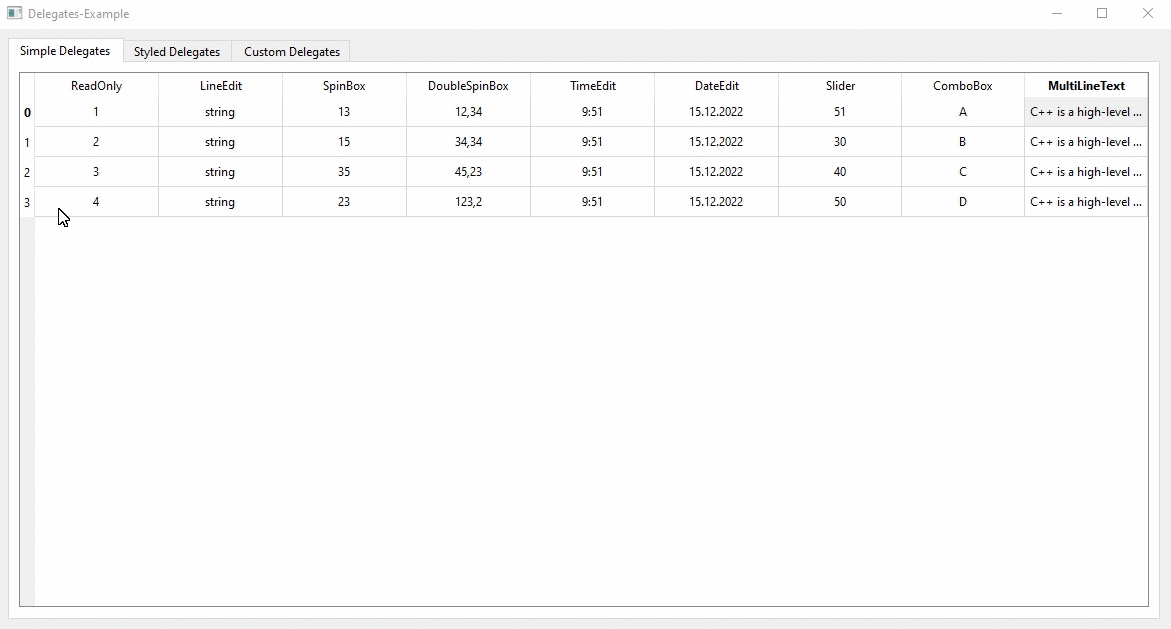 Delegates-Example
Simple Delegates Styled Delegates Custom Delegates
ReadOnly LineEdit SpinBox DoubleSpinBox TimeEdit DateEdit Slider ComboBox MultiLineText
0 1 string 13 12,34 9:51 15.12.2022 51 A C++ is a high-level ...
1 2 string 15 34,34 9:51 15.12.2022 30 B C++ is a high-level ...
2 3 string 35 45,23 9:51 15.12.2022 40 C C++ is a high-level ...
3 4 string 23 123,2 9:51 15.12.2022 50 D C++ is a high-level ...